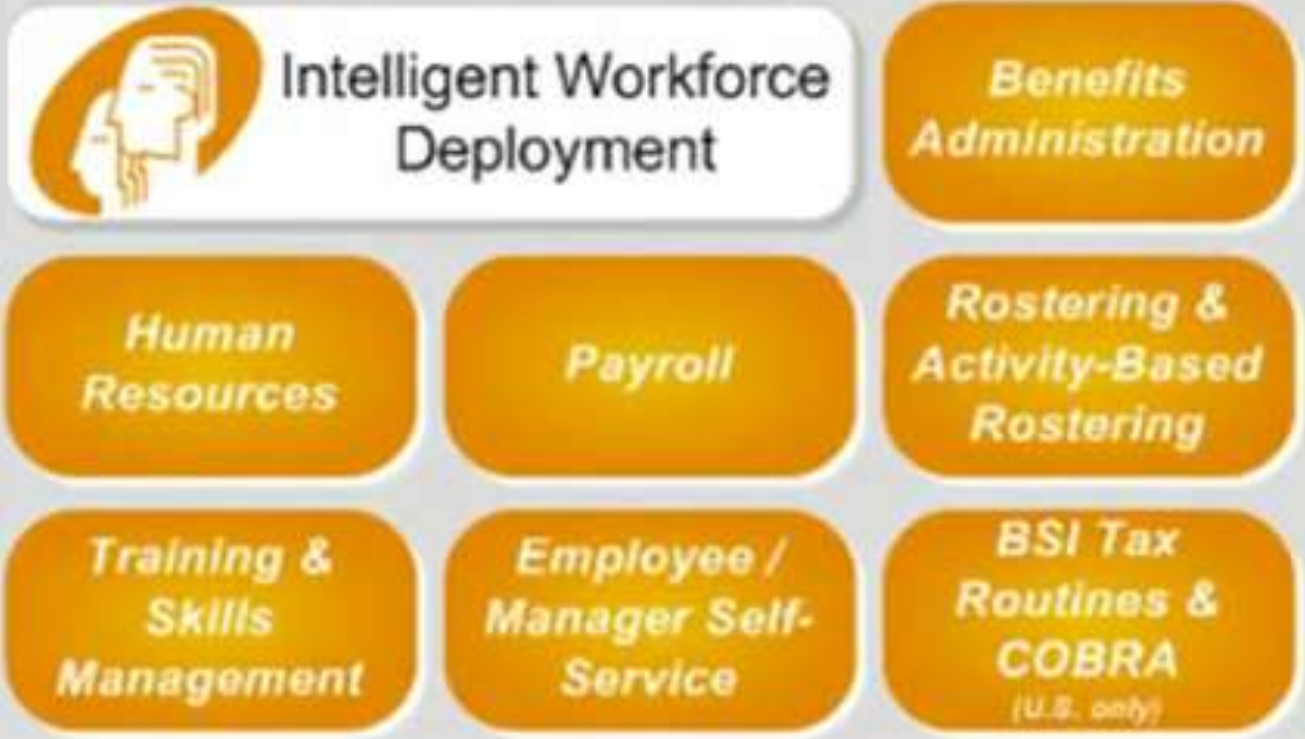 Intelligent Workforce
Deployment
Benefits
Administration
Human
Resources
Payroll
Rostering &
Activity-Based
Rostering
Training &
Skills
Management
Employee /
Manager Self-
Service
BSI Tax
Routines &
COBRA
(U.S. only)